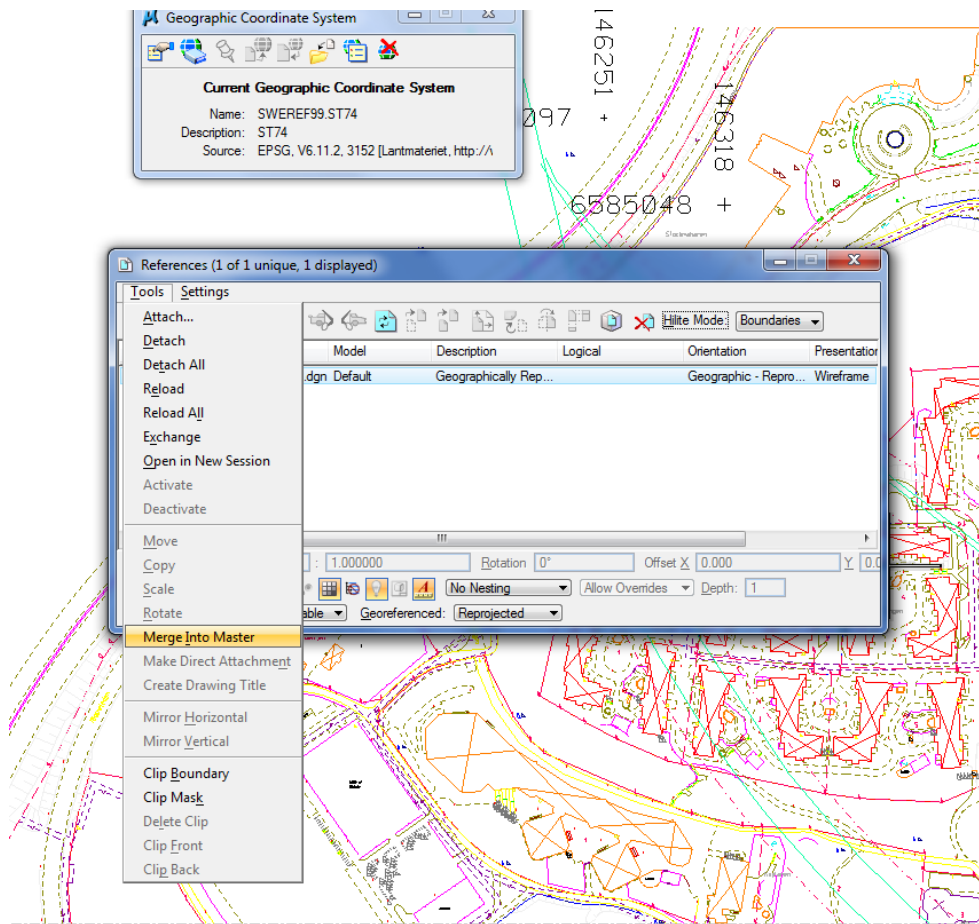 Geographic Coordinate System
Current Geographic Coordinate System
Name: SWEREF99.ST74
Description: ST74
Source: EPSG, V6.11.2, 3152 [Lantmateriet, http://\
146251
097 +
146318
6585048 +
References (1 of 1 unique, 1 displayed)
Tools Settings
Hilite Mode: Boundaries
Model Description Logical Orientation Presentation
.dgn Default Geographically Rep... Geographic - Repro... Wireframe
Attach...
Detach
Detach All
Reload
Reload All
Exchange
Open in New Session
Activate
Deactivate
Move
Copy
Scale
Rotate
Merge Into Master
Make Direct Attachment
Create Drawing Title
Mirror Horizontal
Mirror Vertical
Clip Boundary
Clip Mask
Delete Clip
Clip Front
Clip Back
: 1.000000 Rotation 0° Offset X 0.000 Y 0.0
No Nesting Allow Overrides Depth: 1
able Georeferenced: Reprojected